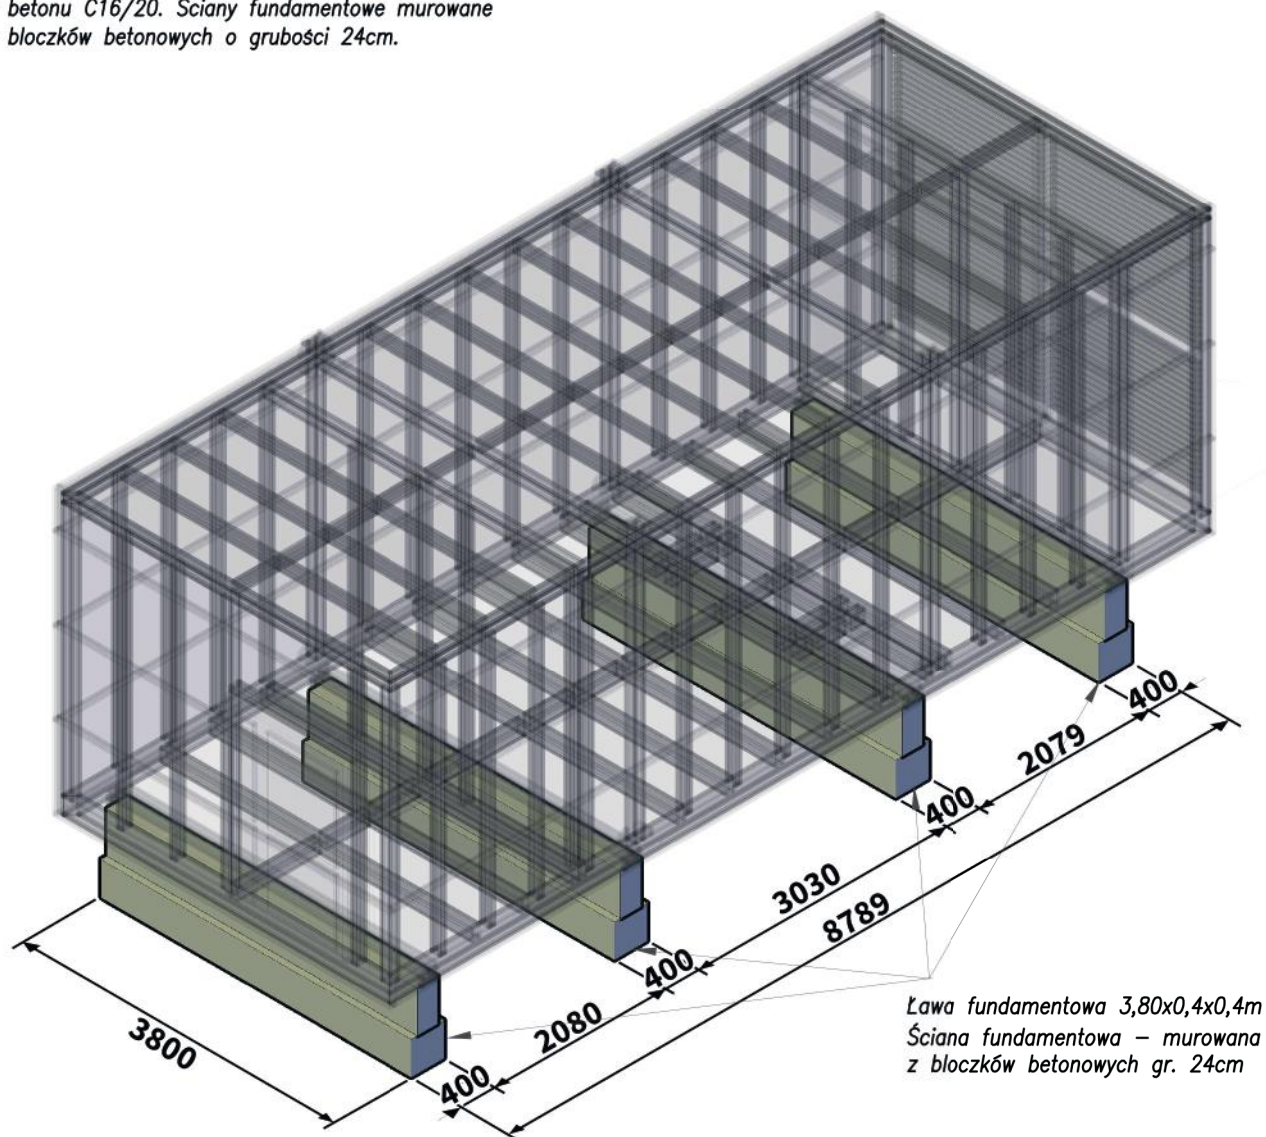 betonu C16/20. Ściany fundamentowe murowane
bloczków betonowych o grubości 24cm.
400
2079
400
3030
8789
400
2080
400
3800
Ława fundamentowa 3,80x0,4x0,4m
Ściana fundamentowa – murowana
z bloczków betonowych gr. 24cm